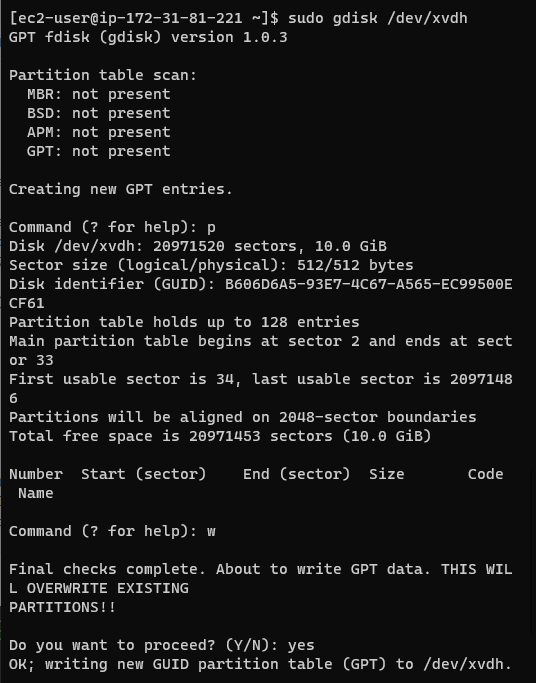 [ec2-user@ip-172-31-81-221 ~]$ sudo gdisk /dev/xvdh
GPT fdisk (gdisk) version 1.0.3

Partition table scan:
  MBR: not present
  BSD: not present
  APM: not present
  GPT: not present

Creating new GPT entries.

Command (? for help): p
Disk /dev/xvdh: 20971520 sectors, 10.0 GiB
Sector size (logical/physical): 512/512 bytes
Disk identifier (GUID): B606D6A5-93E7-4C67-A565-EC99500E
CF61
Partition table holds up to 128 entries
Main partition table begins at sector 2 and ends at sect
or 33
First usable sector is 34, last usable sector is 2097148
6
Partitions will be aligned on 2048-sector boundaries
Total free space is 20971453 sectors (10.0 GiB)

Number  Start (sector)    End (sector)  Size       Code
 Name

Command (? for help): w

Final checks complete. About to write GPT data. THIS WIL
L OVERWRITE EXISTING
PARTITIONS!!

Do you want to proceed? (Y/N): yes
OK; writing new GUID partition table (GPT) to /dev/xvdh.